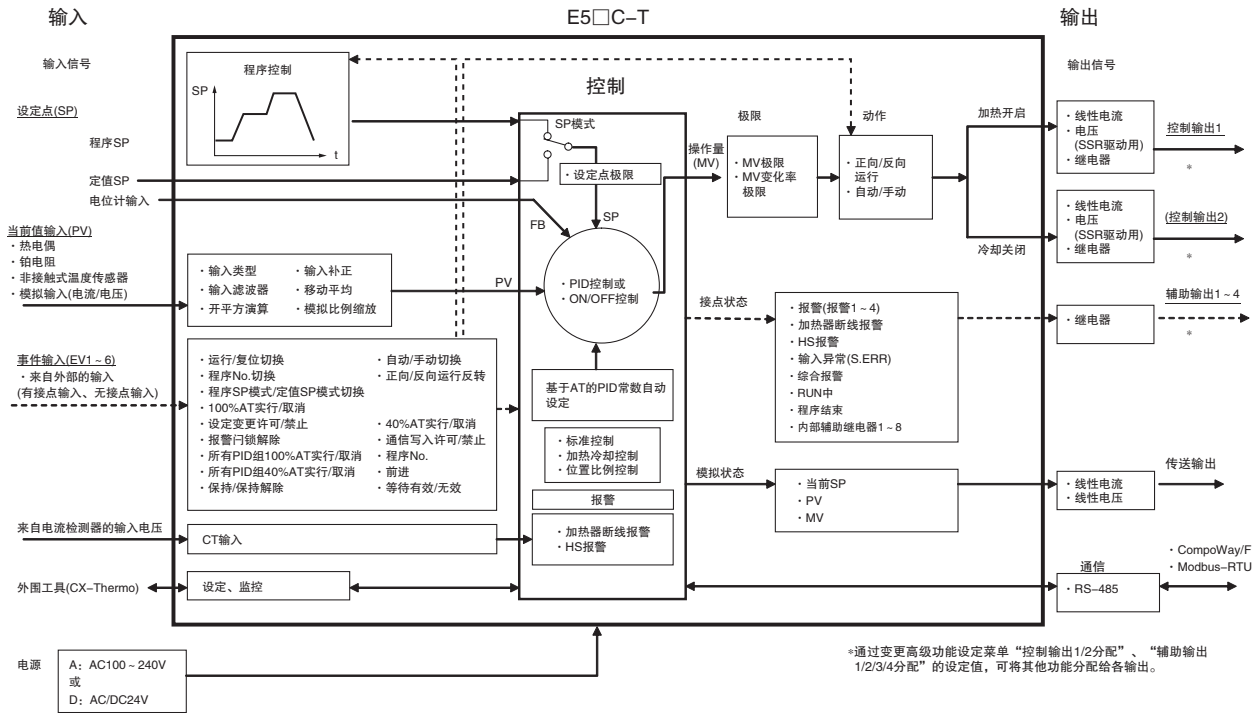 输入
E5□C-T
输出
输入信号
设定点(SP)
程序SP
定值SP
电位计输入
当前值输入(PV)
・热电偶
・铂电阻
・非接触式温度传感器
・模拟输入(电流/电压)
事件输入(EV1~6)
・来自外部的输入
(有接点输入、无接点输入)
来自电流检测器的输入电压
外围工具(CX-Thermo)
电源
A：AC100~240V
或
D：AC/DC24V
程序控制
SP
t
・输入类型
・输入滤波器
・开平方演算
・输入补正
・移动平均
・模拟比例缩放
・运行/复位切换
・程序No.切换
・程序SP模式/定值SP模式切换
・100%AT实行/取消
・设定变更许可/禁止
・报警闩锁解除
・所有PID组100%AT实行/取消
・所有PID组40%AT实行/取消
・保持/保持解除
・自动/手动切换
・正向/反向运行反转
・40%AT实行/取消
・通信写入许可/禁止
・程序No.
・前进
・等待有效/无效
CT输入
设定、监控
控制
SP模式
・设定点极限
SP
FB
PV
・PID控制或
・ON/OFF控制
基于AT的PID常数自动
设定
・标准控制
・加热冷却控制
・位置比例控制
报警
・加热器断线报警
・HS报警
操作量
(MV)
极限
・MV极限
・MV变化率
极限
动作
・正向/反向
运行
・自动/手动
加热开启
冷却关闭
接点状态
・报警(报警1~4)
・加热器断线报警
・HS报警
・输入异常(S.ERR)
・综合报警
・RUN中
・程序结束
・内部辅助继电器1~8
模拟状态
・当前SP
・PV
・MV
输出信号
・线性电流
・电压
(SSR驱动用)
・继电器
控制输出1
*
・线性电流
・电压
(SSR驱动用)
・继电器
(控制输出2)
*
・继电器
辅助输出1~4
*
・线性电流
・线性电压
传送输出
通信
・RS-485
・CompoWay/F
・Modbus-RTU
*通过变更高级功能设定菜单“控制输出1/2分配”、“辅助输出
1/2/3/4分配”的设定值，可将其他功能分配给各输出。